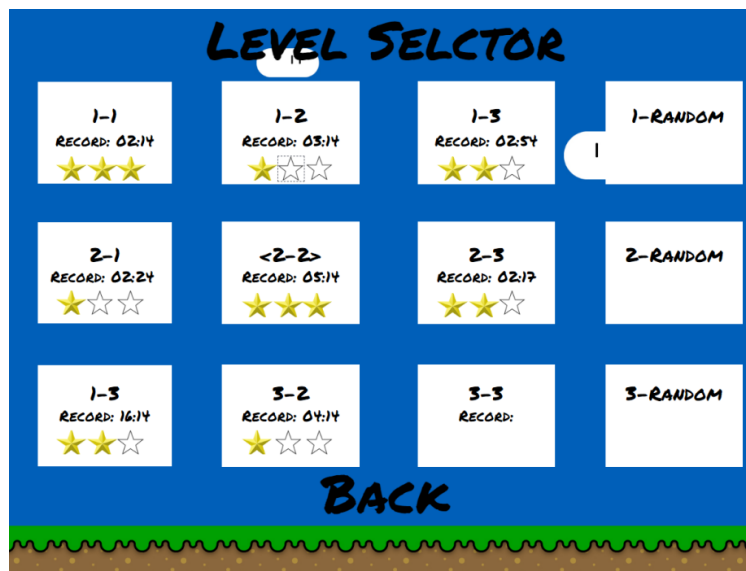 Level Selctor
1-1
Record: 02:14
1-2
Record: 03:14
1-3
Record: 02:54
1-Random
2-1
Record: 02:24
<2-2>
Record: 05:14
2-3
Record: 02:17
2-Random
1-3
Record: 16:14
3-2
Record: 04:14
3-3
Record:
3-Random
Back